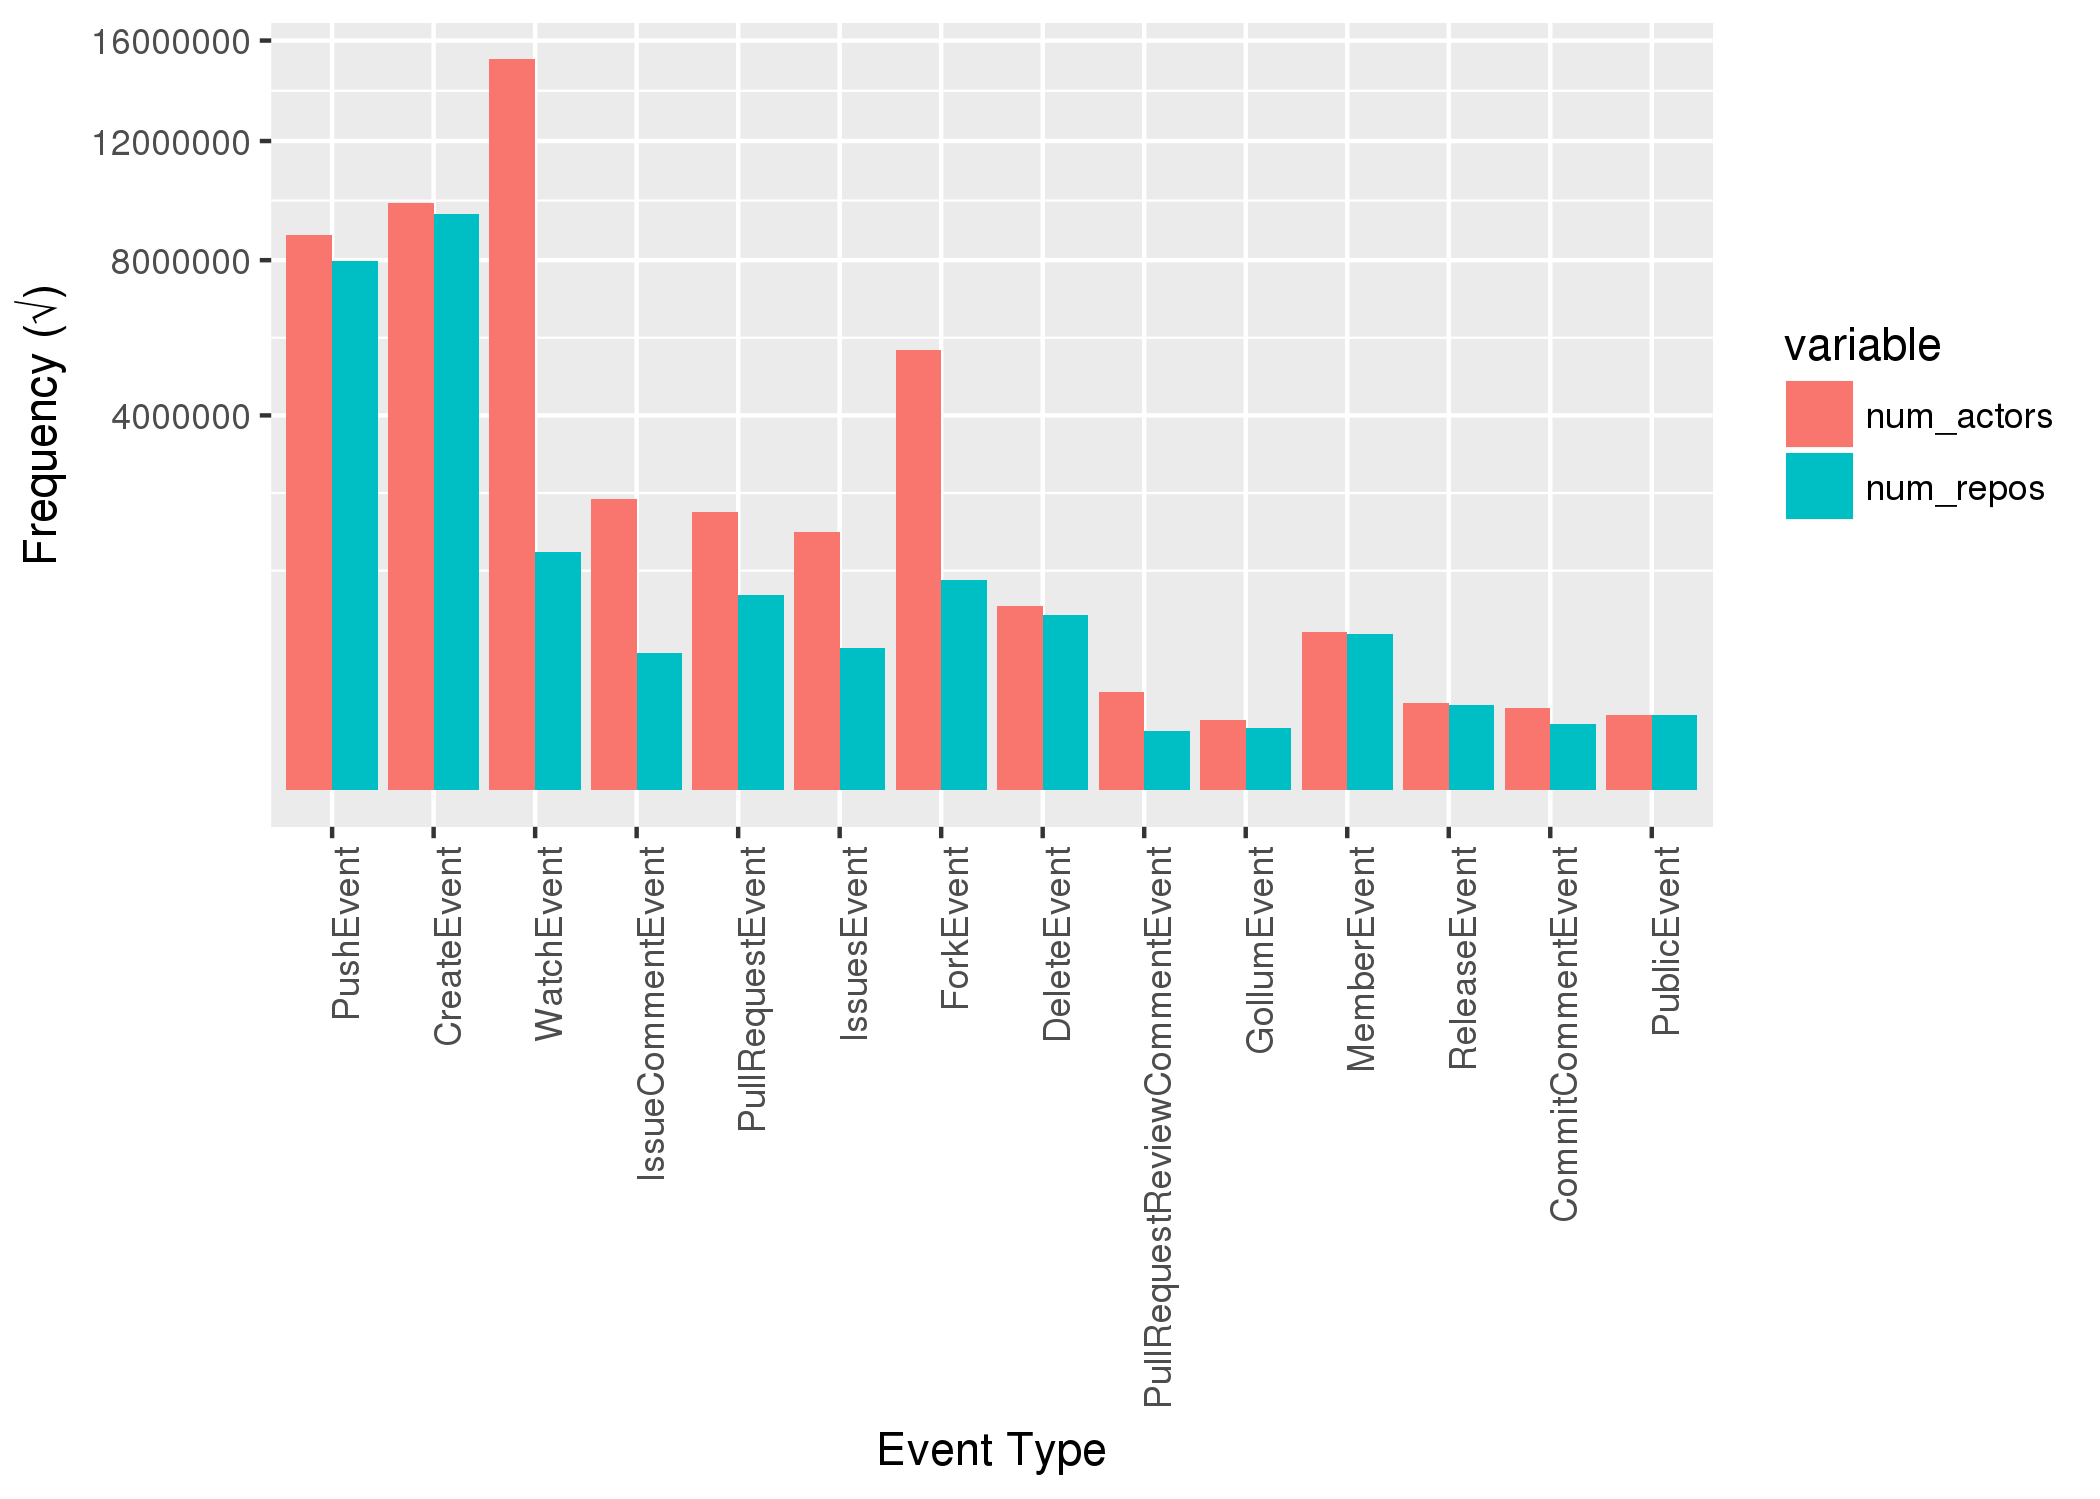 16000000
12000000
8000000
4000000
Frequency (√)
PushEvent
CreateEvent
WatchEvent
IssueCommentEvent
PullRequestEvent
IssuesEvent
ForkEvent
DeleteEvent
PullRequestReviewCommentEvent
GollumEvent
MemberEvent
ReleaseEvent
CommitCommentEvent
PublicEvent
Event Type
variable
num_actors
num_repos